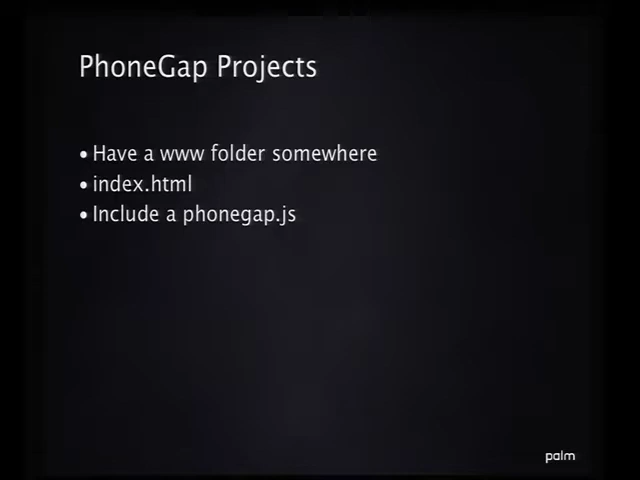 PhoneGap Projects
• Have a www folder somewhere
• index.html
• Include a phonegap.js
palm